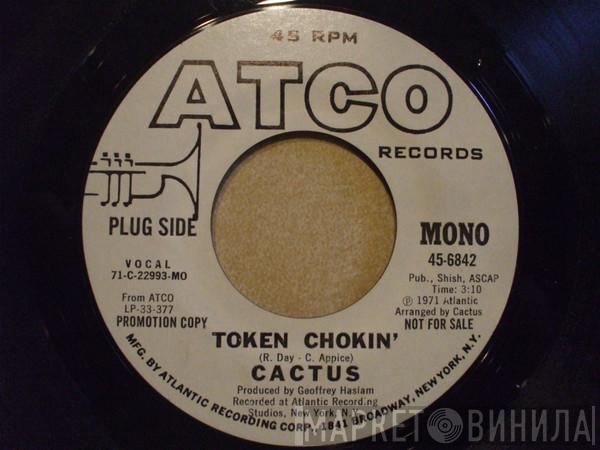 45 RPM
ATCO
RECORDS
PLUG SIDE
VOCAL
71-C-22993-MO
From ATCO
LP-33-377
PROMOTION COPY
MONO
45-6842
Pub., Shish, ASCAP
Time: 3:10
℗ 1971 Atlantic
Arranged by Cactus
NOT FOR SALE
TOKEN CHOKIN'
(R. Day - C. Appice)
CACTUS
Produced by Geoffrey Haslam
Recorded at Atlantic Recording
Studios, New York, N.Y.
MFG. BY ATLANTIC RECORDING CORP., 1841 BROADWAY, NEW YORK, N.Y.
МАРКЕТ ВИНИЛА